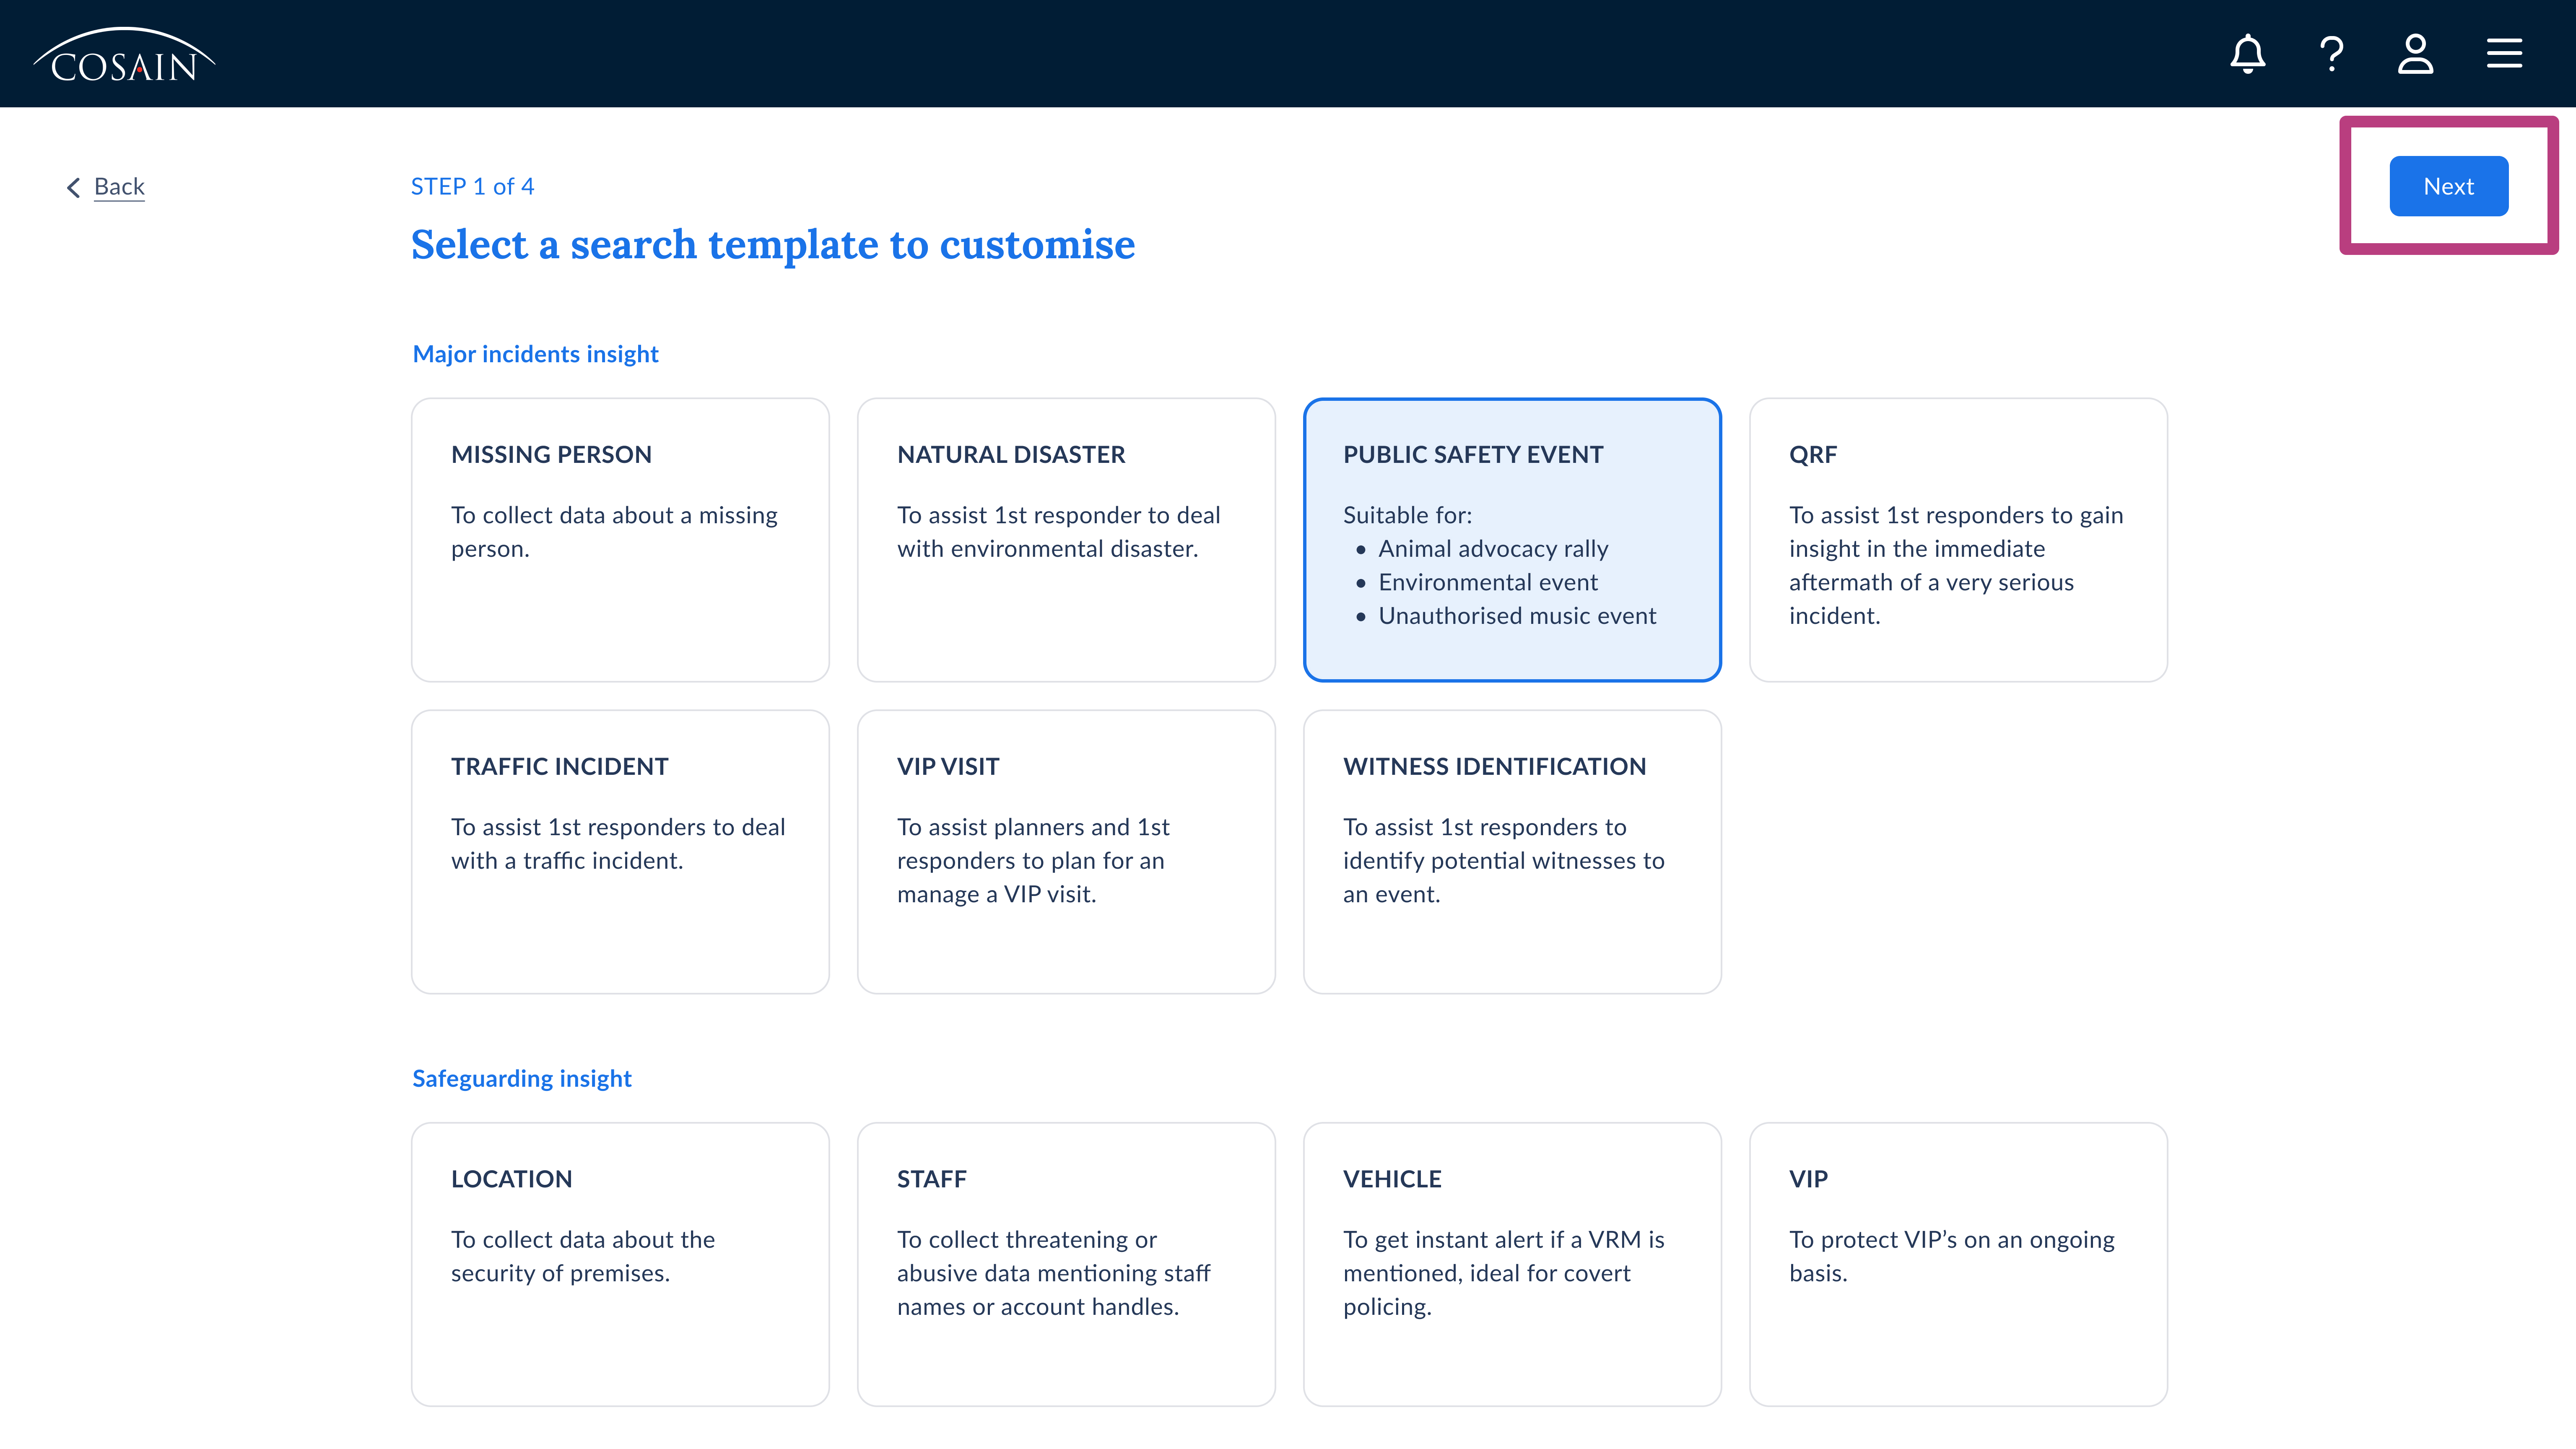 COSAIN
Back
STEP 1 of 4
Next
Select a search template to customise
Major incidents insight
MISSING PERSON
To collect data about a missing
person.
NATURAL DISASTER
To assist 1st responder to deal
with environmental disaster.
PUBLIC SAFETY EVENT
Suitable for:
• Animal advocacy rally
• Environmental event
• Unauthorised music event
QRF
To assist 1st responders to gain
insight in the immediate
aftermath of a very serious
incident.
TRAFFIC INCIDENT
To assist 1st responders to deal
with a traffic incident.
VIP VISIT
To assist planners and 1st
responders to plan for an
manage a VIP visit.
WITNESS IDENTIFICATION
To assist 1st responders to
identify potential witnesses to
an event.
Safeguarding insight
LOCATION
To collect data about the
security of premises.
STAFF
To collect threatening or
abusive data mentioning staff
names or account handles.
VEHICLE
To get instant alert if a VRM is
mentioned, ideal for covert
policing.
VIP
To protect VIP’s on an ongoing
basis.